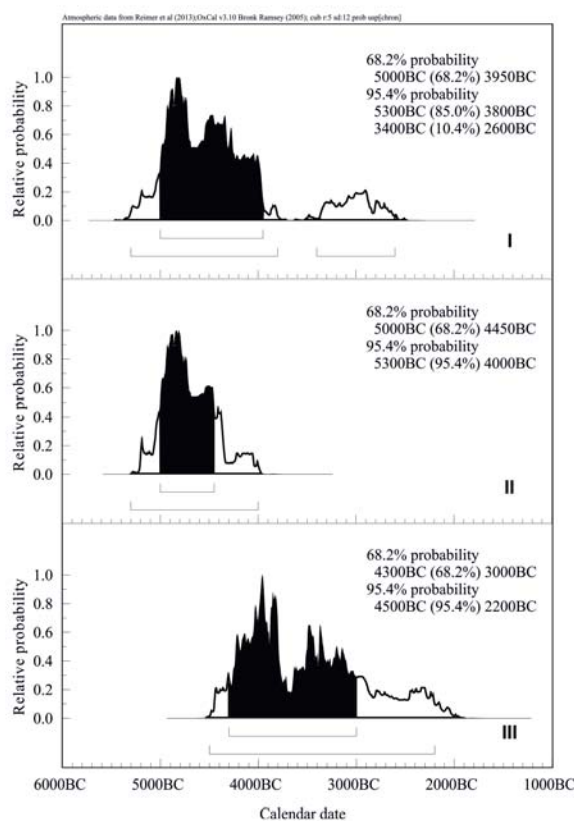 Atmospheric data from Reimer et al (2013);OxCal v3.10 Bronk Ramsey (2005); cub r:5 sd:12 prob usp[chron]
68.2% probability
5000BC (68.2%) 3950BC
95.4% probability
5300BC (85.0%) 3800BC
3400BC (10.4%) 2600BC
Relative probability
1.0
0.8
0.6
0.4
0.2
0.0
I
68.2% probability
5000BC (68.2%) 4450BC
95.4% probability
5300BC (95.4%) 4000BC
Relative probability
1.0
0.8
0.6
0.4
0.2
0.0
II
68.2% probability
4300BC (68.2%) 3000BC
95.4% probability
4500BC (95.4%) 2200BC
Relative probability
1.0
0.8
0.6
0.4
0.2
0.0
III
6000BC 5000BC 4000BC 3000BC 2000BC 1000BC
Calendar date